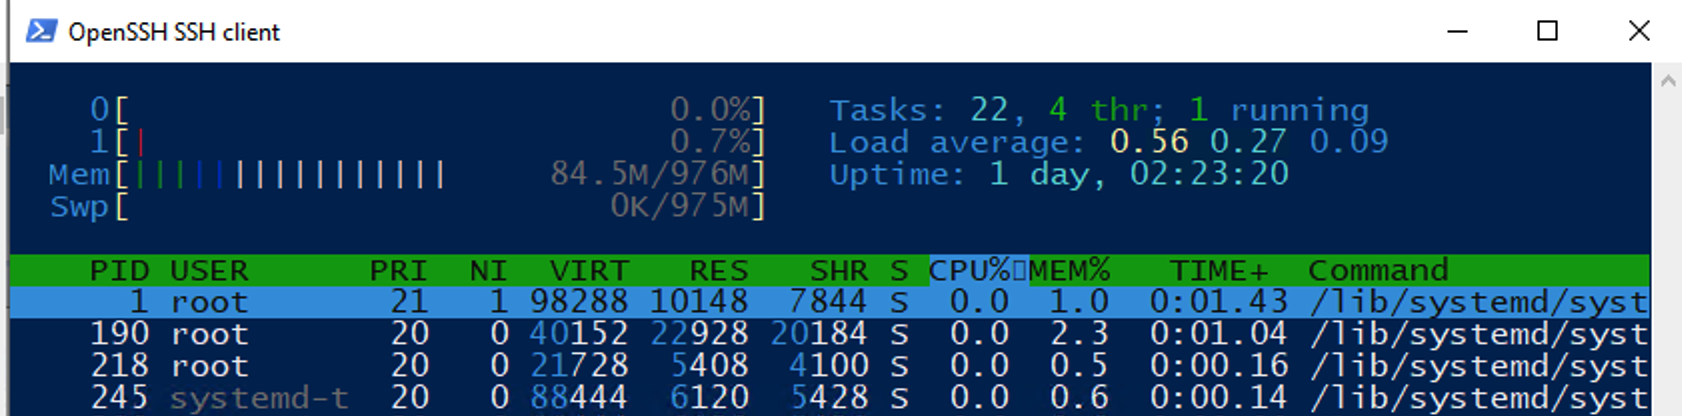 OpenSSH SSH client
0[ 0.0%] Tasks: 22, 4 thr; 1 running
1[| 0.7%] Load average: 0.56 0.27 0.09
Mem[|||||||||||||||| 84.5M/976M] Uptime: 1 day, 02:23:20
Swp[ 0K/975M]
PID USER PRI NI VIRT RES SHR S CPU%▯MEM% TIME+ Command
1 root 21 1 98288 10148 7844 S 0.0 1.0 0:01.43 /lib/systemd/syst
190 root 20 0 40152 22928 20184 S 0.0 2.3 0:01.04 /lib/systemd/syst
218 root 20 0 21728 5408 4100 S 0.0 0.5 0:00.16 /lib/systemd/syst
245 systemd-t 20 0 88444 6120 5428 S 0.0 0.6 0:00.14 /lib/systemd/syst